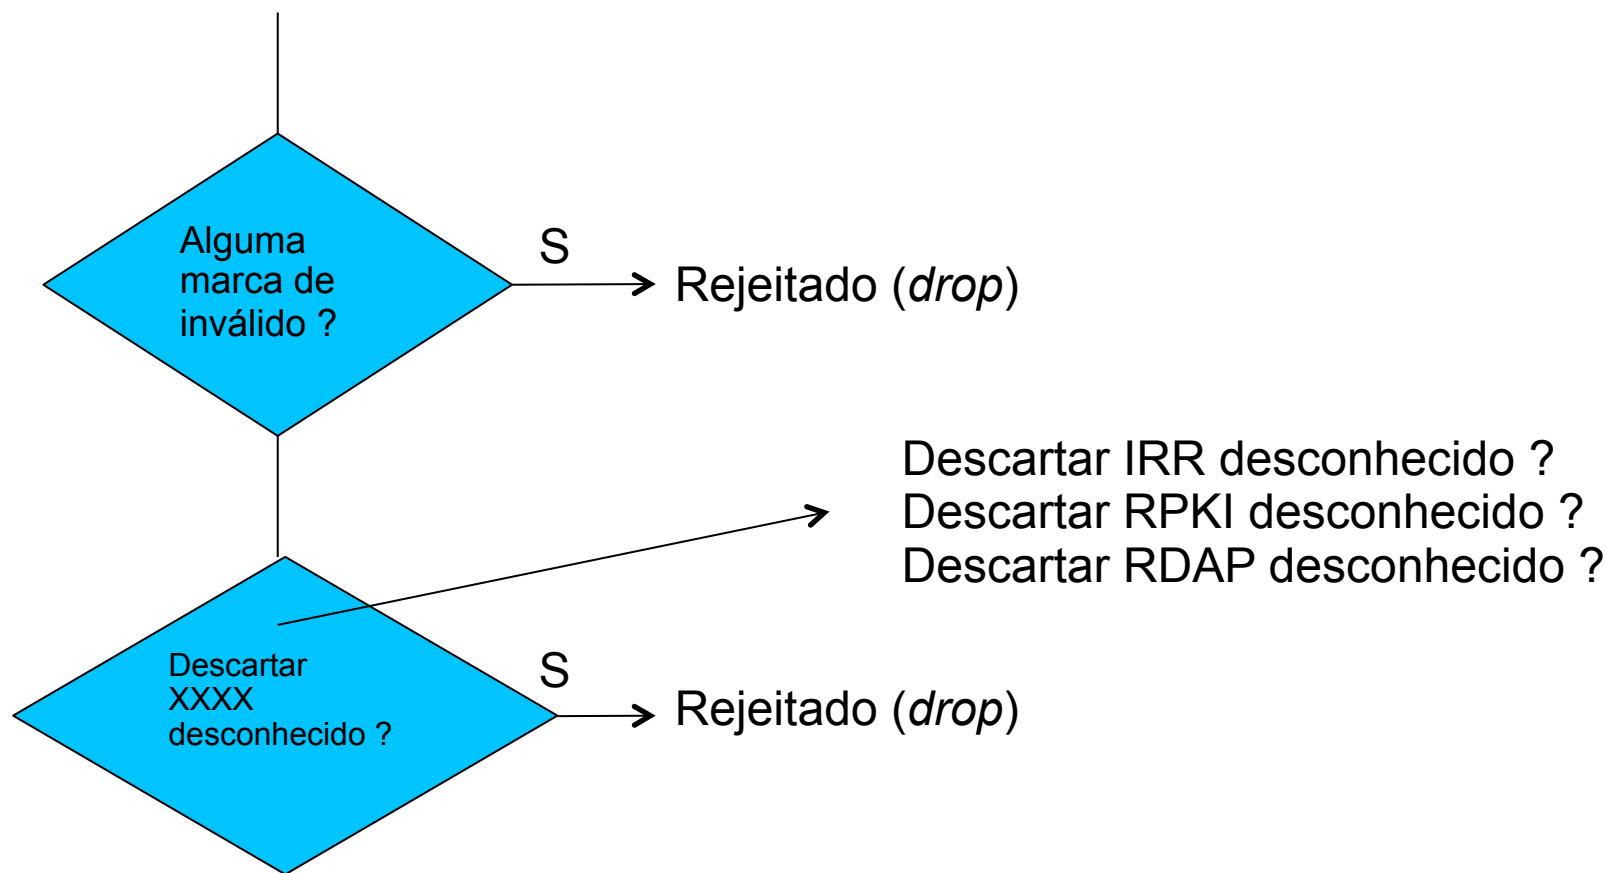 Alguma
marca de
inválido ?
S
Rejeitado (drop)
Descartar IRR desconhecido ?
Descartar RPKI desconhecido ?
Descartar RDAP desconhecido ?
Descartar
XXXX
desconhecido ?
S
Rejeitado (drop)